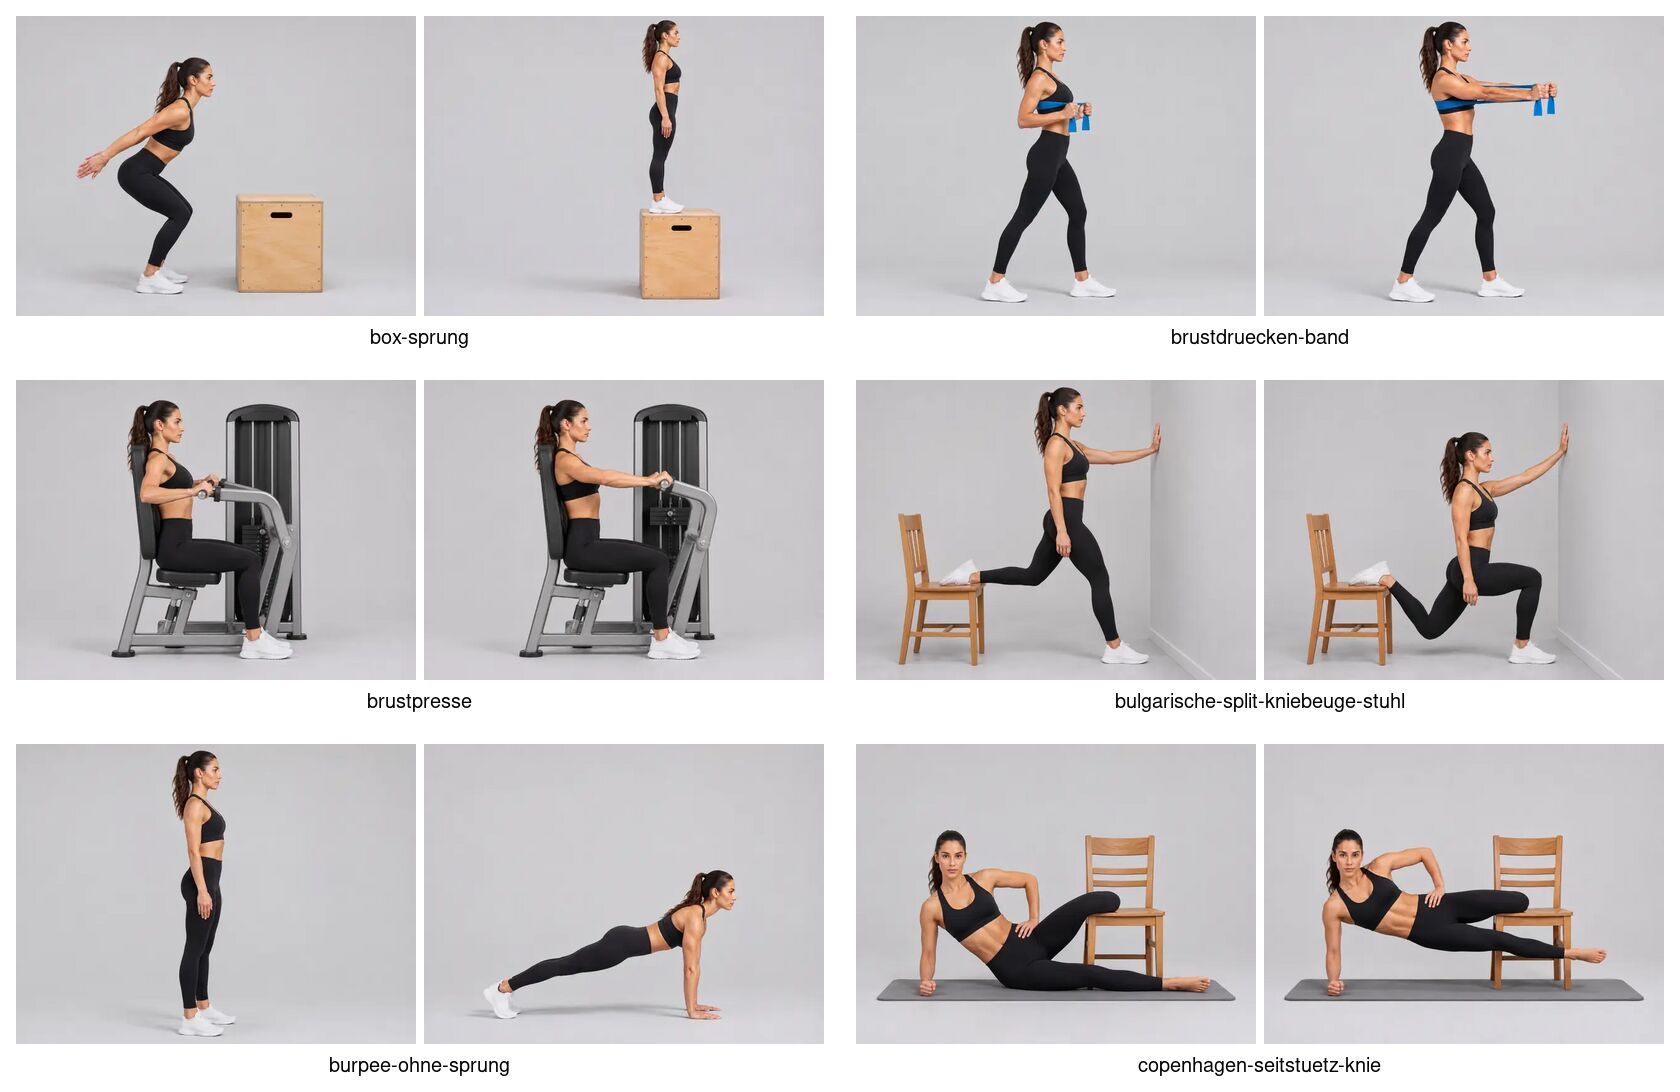 box-sprung
brustdruecken-band
brustpresse
bulgarische-split-kniebeuge-stuhl
burpee-ohne-sprung
copenhagen-seitstuetz-knie